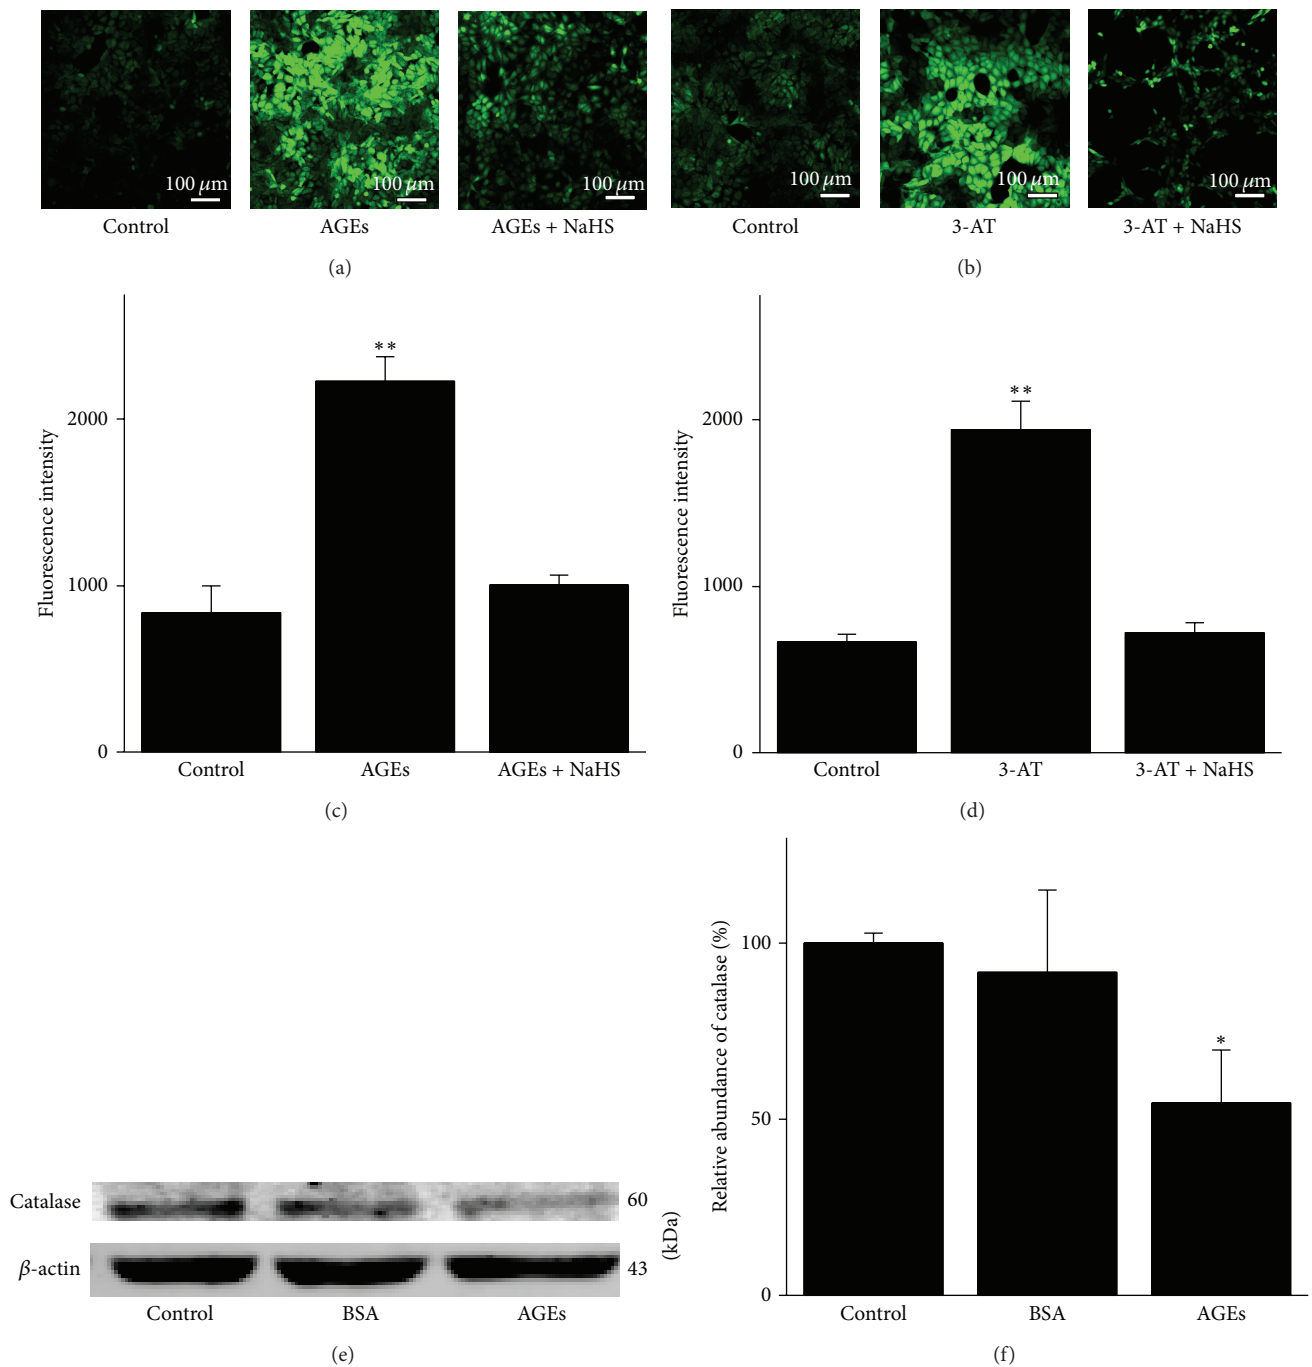 100 μm 100 μm 100 μm 100 μm 100 μm 100 μm
Control AGEs AGEs + NaHS Control 3-AT 3-AT + NaHS
(a) (b)
Fluorescence intensity
2000
1000
0
**
Control AGEs AGEs + NaHS
(c)
Fluorescence intensity
2000
1000
0
**
Control 3-AT 3-AT + NaHS
(d)
Catalase 60
β-actin 43
(kDa)
Control BSA AGEs
(e)
Relative abundance of catalase (%)
100
50
0
*
Control BSA AGEs
(f)